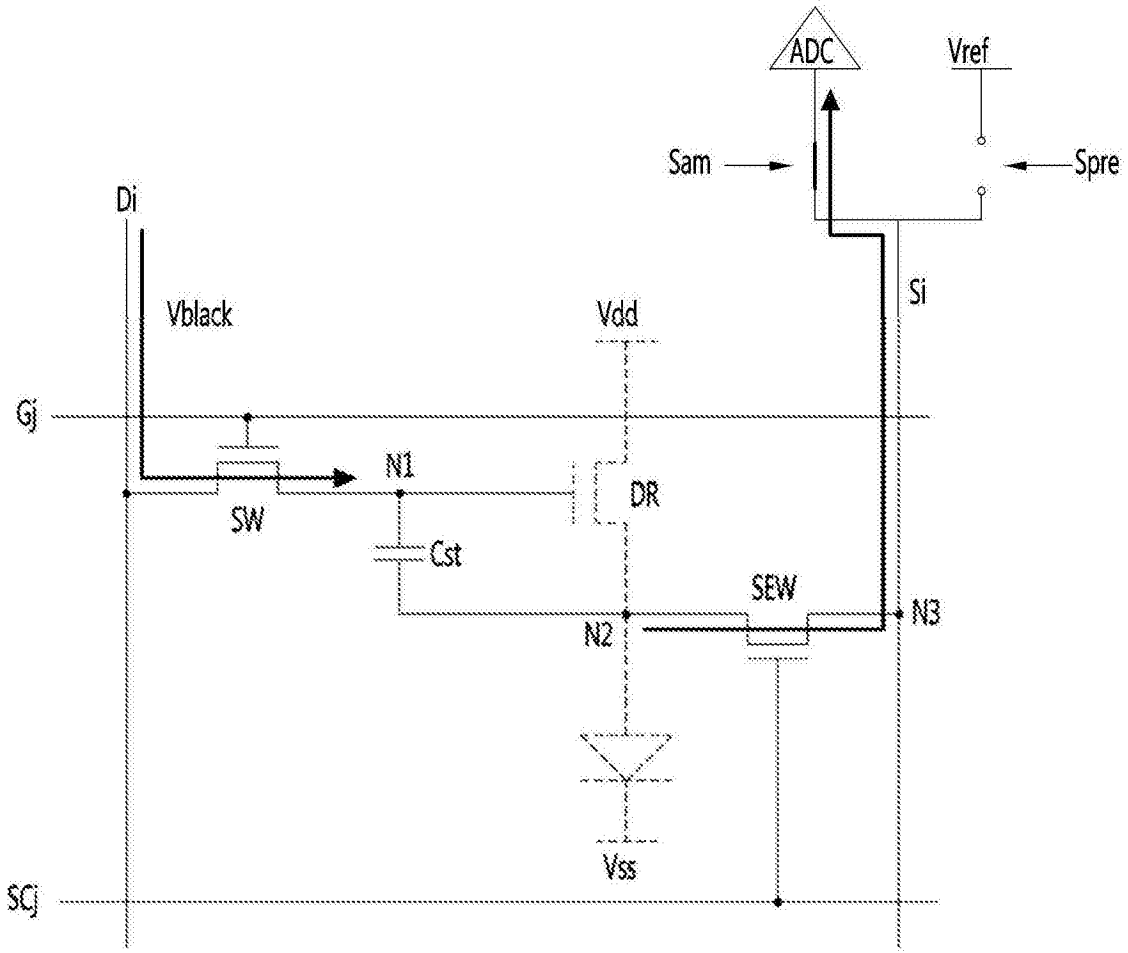 ADC
Vref
Sam
Spre
Di
Si
Vblack
Vdd
Gj
N1
DR
SW
Cst
SEW
N2
N3
Vss
SCj